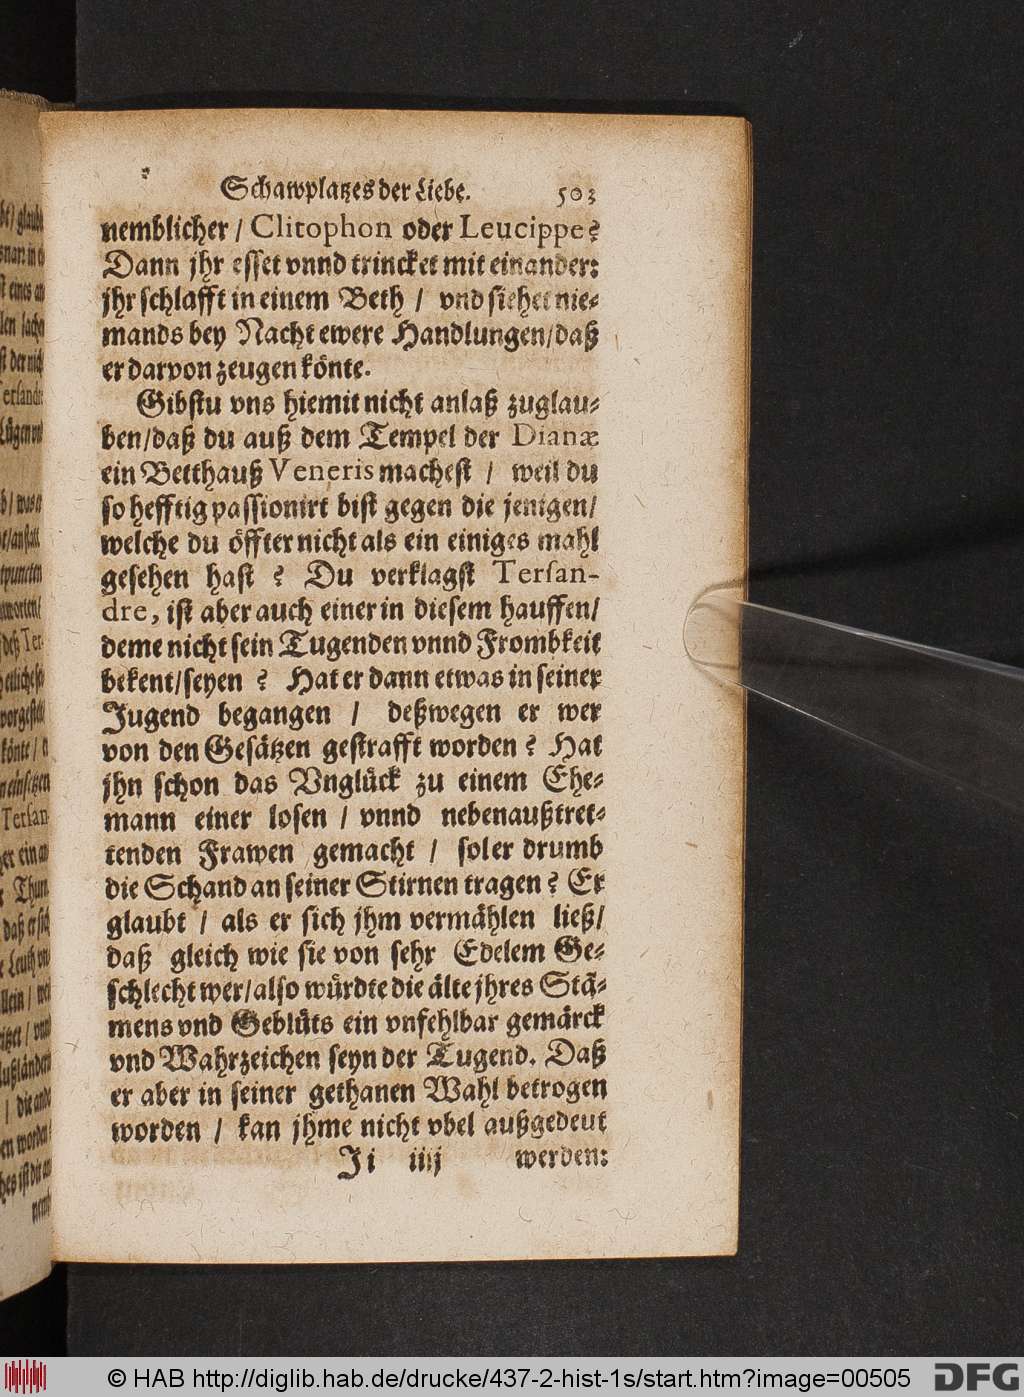 Schawplatzes der Liebe. 503
nemblicher / Clitophon oder Leucippe?
Dann jhr esset vnnd trincket mit einander:
jhr schlafft in einem Beth / vnd siehet nie-
mands bey Nacht ewere Handlungen/daß
er darvon zeugen könte.
Gibstu vns hiemit nicht anlaß zuglau-
ben/daß du auß dem Tempel der Dianæ
ein Betthauß Veneris machest / weil du
so hefftig passionirt bist gegen die jenigen/
welche du öffter nicht als ein einiges mahl
gesehen hast ? Du verklagst Tersan-
dre, ist aber auch einer in diesem hauffen/
deme nicht sein Tugenden vnnd Frombkeit
bekent/seyen ? Hat er dann etwas in seiner
Jugend begangen / deßwegen er wer
von den Gesätzen gestrafft worden? Hat
jhn schon das Vnglück zu einem Ehe-
mann einer losen / vnnd nebenaußtret-
tenden Frawen gemacht / sol er drumb
die Schand an seiner Stirnen tragen? Er
glaubt / als er sich jhm vermählen ließ/
daß gleich wie sie von sehr Edelem Ge-
schlecht wer/also würdte die älte jhres Stä-
mens vnd Geblüts ein vnfehlbar gemärck
vnd Wahrzeichen seyn der Tugend. Daß
er aber in seiner gethanen Wahl betrogen
worden / kan jhme nicht vbel außgedeut
Ji iiij werden:
© HAB http://diglib.hab.de/drucke/437-2-hist-1s/start.htm?image=00505
DFG